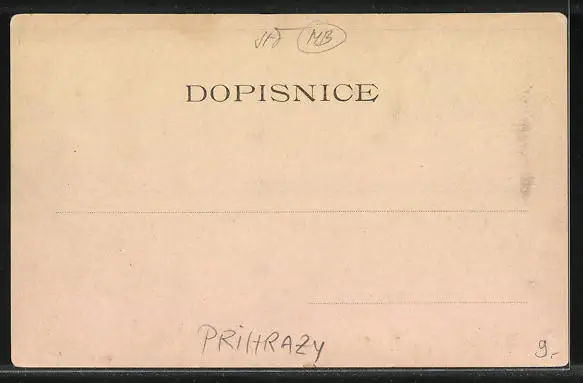 MB
DOPISNICE
PRIHRAZY
9.-